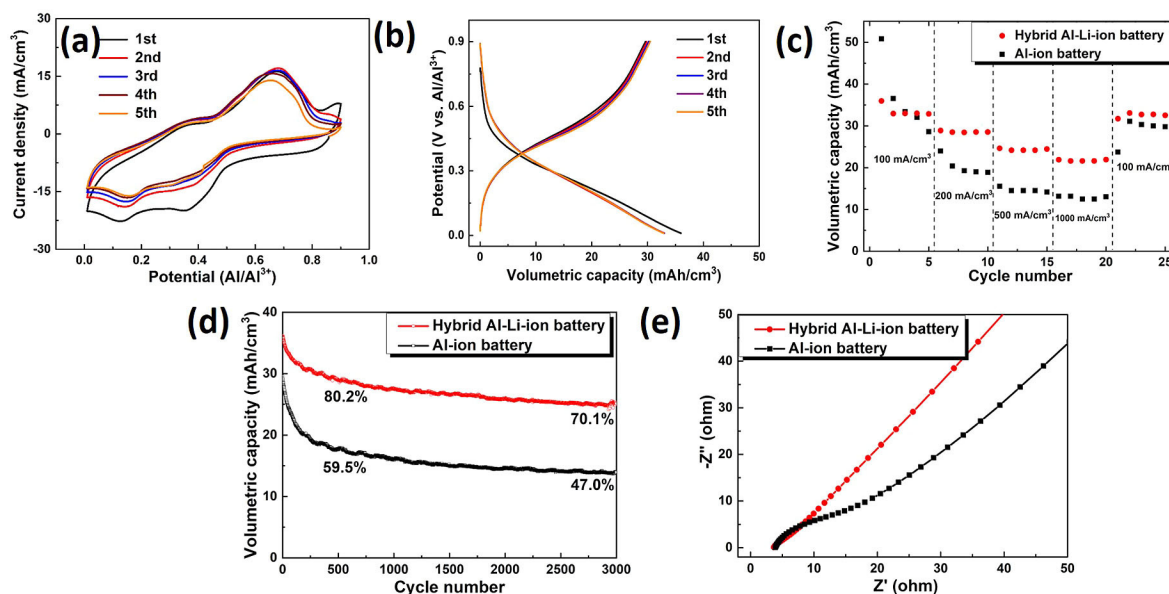 (a)
1st
2nd
3rd
4th
5th
Current density (mA/cm³)
30
15
0
-15
-30
0.0 0.2 0.4 0.6 0.8 1.0
Potential (Al/Al³⁺)
(b)
1st
2nd
3rd
4th
5th
Potential (V vs. Al/Al³⁺)
0.9
0.6
0.3
0.0
0 10 20 30 40 50
Volumetric capacity (mAh/cm³)
(c)
Hybrid Al-Li-ion battery
Al-ion battery
Volumetric capacity (mAh/cm³)
50
40
30
20
10
0
100 mA/cm³
200 mA/cm³
500 mA/cm³
1000 mA/cm³
100 mA/cm³
0 5 10 15 20 25
Cycle number
(d)
Hybrid Al-Li-ion battery
Al-ion battery
Volumetric capacity (mAh/cm³)
40
30
20
10
0
80.2%
70.1%
59.5%
47.0%
0 500 1000 1500 2000 2500 3000
Cycle number
(e)
Hybrid Al-Li-ion battery
Al-ion battery
-Z'' (ohm)
50
40
30
20
10
0
0 10 20 30 40 50
Z' (ohm)